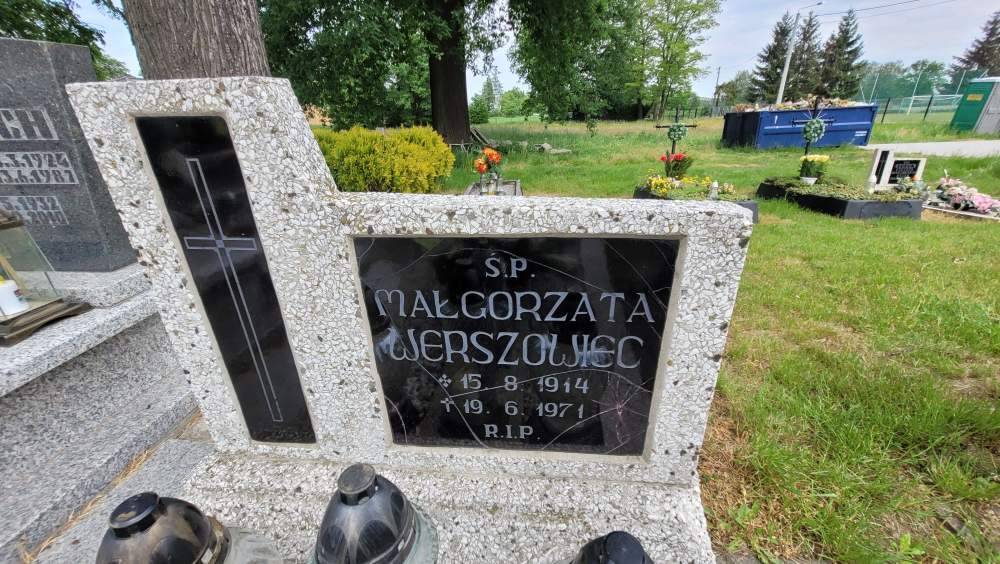 Ś.P.
MAŁGORZATA
WERSZOWIEC
15. 8. 1914
† 19. 6. 1971
R.I.P.